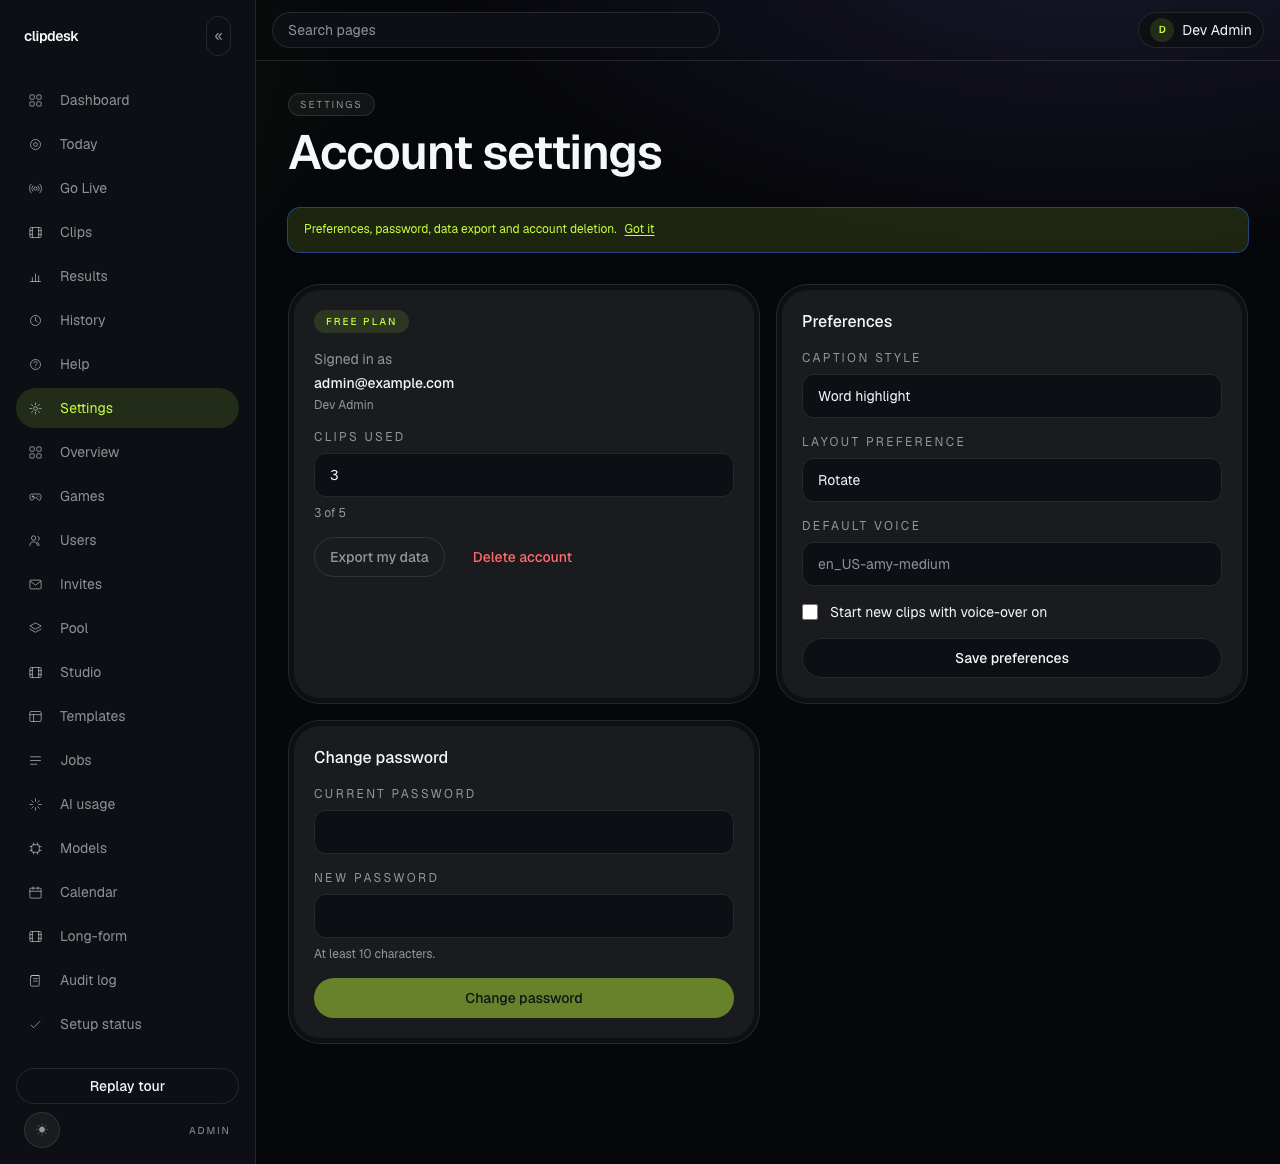 clipdesk
«
Search pages
D
Dev Admin
Dashboard
Today
Go Live
Clips
Results
History
Help
Settings
Overview
Games
Users
Invites
Pool
Studio
Templates
Jobs
AI usage
Models
Calendar
Long-form
Audit log
Setup status
Replay tour
ADMIN
SETTINGS
Account settings
Preferences, password, data export and account deletion. Got it
FREE PLAN
Signed in as
admin@example.com
Dev Admin
CLIPS USED
3
3 of 5
Export my data
Delete account
Preferences
CAPTION STYLE
Word highlight
LAYOUT PREFERENCE
Rotate
DEFAULT VOICE
en_US-amy-medium
Start new clips with voice-over on
Save preferences
Change password
CURRENT PASSWORD
NEW PASSWORD
At least 10 characters.
Change password